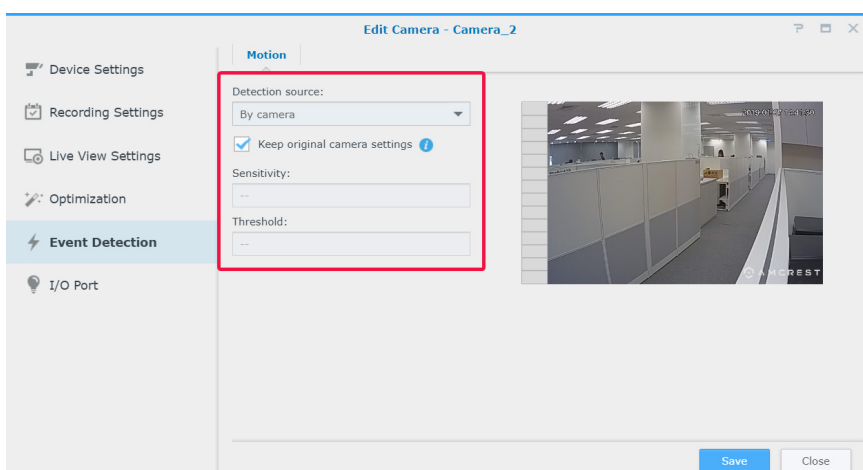 Edit Camera - Camera_2
Device Settings
Recording Settings
Live View Settings
Optimization
Event Detection
I/O Port
Motion
Detection source:
By camera
Keep original camera settings
Sensitivity:
--
Threshold:
--
AMCREST
Save
Close